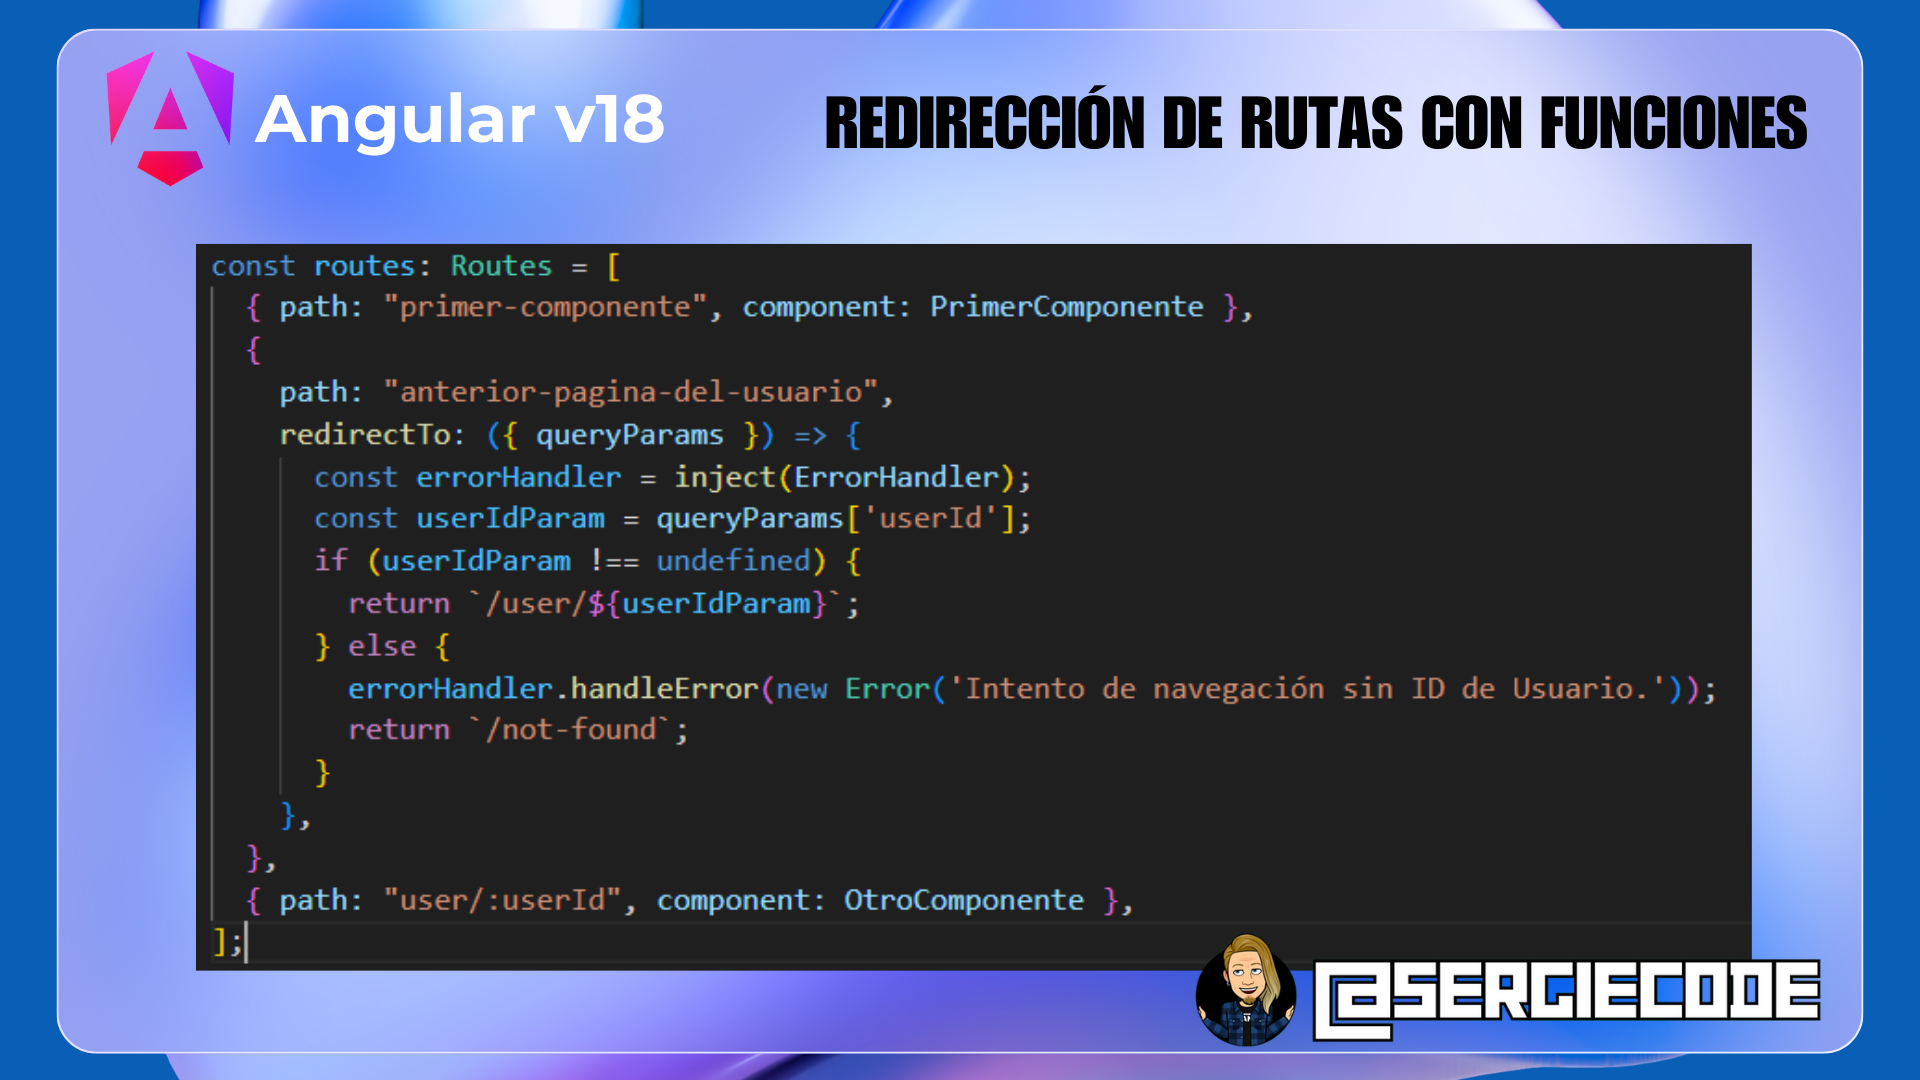 Angular v18
REDIRECCIÓN DE RUTAS CON FUNCIONES
const routes: Routes = [
  { path: "primer-componente", component: PrimerComponente },
  {
    path: "anterior-pagina-del-usuario",
    redirectTo: ({ queryParams }) => {
      const errorHandler = inject(ErrorHandler);
      const userIdParam = queryParams['userId'];
      if (userIdParam !== undefined) {
        return `/user/${userIdParam}`;
      } else {
        errorHandler.handleError(new Error('Intento de navegación sin ID de Usuario.'));
        return `/not-found`;
      }
    },
  },
  { path: "user/:userId", component: OtroComponente },
];
@SERGIECODE